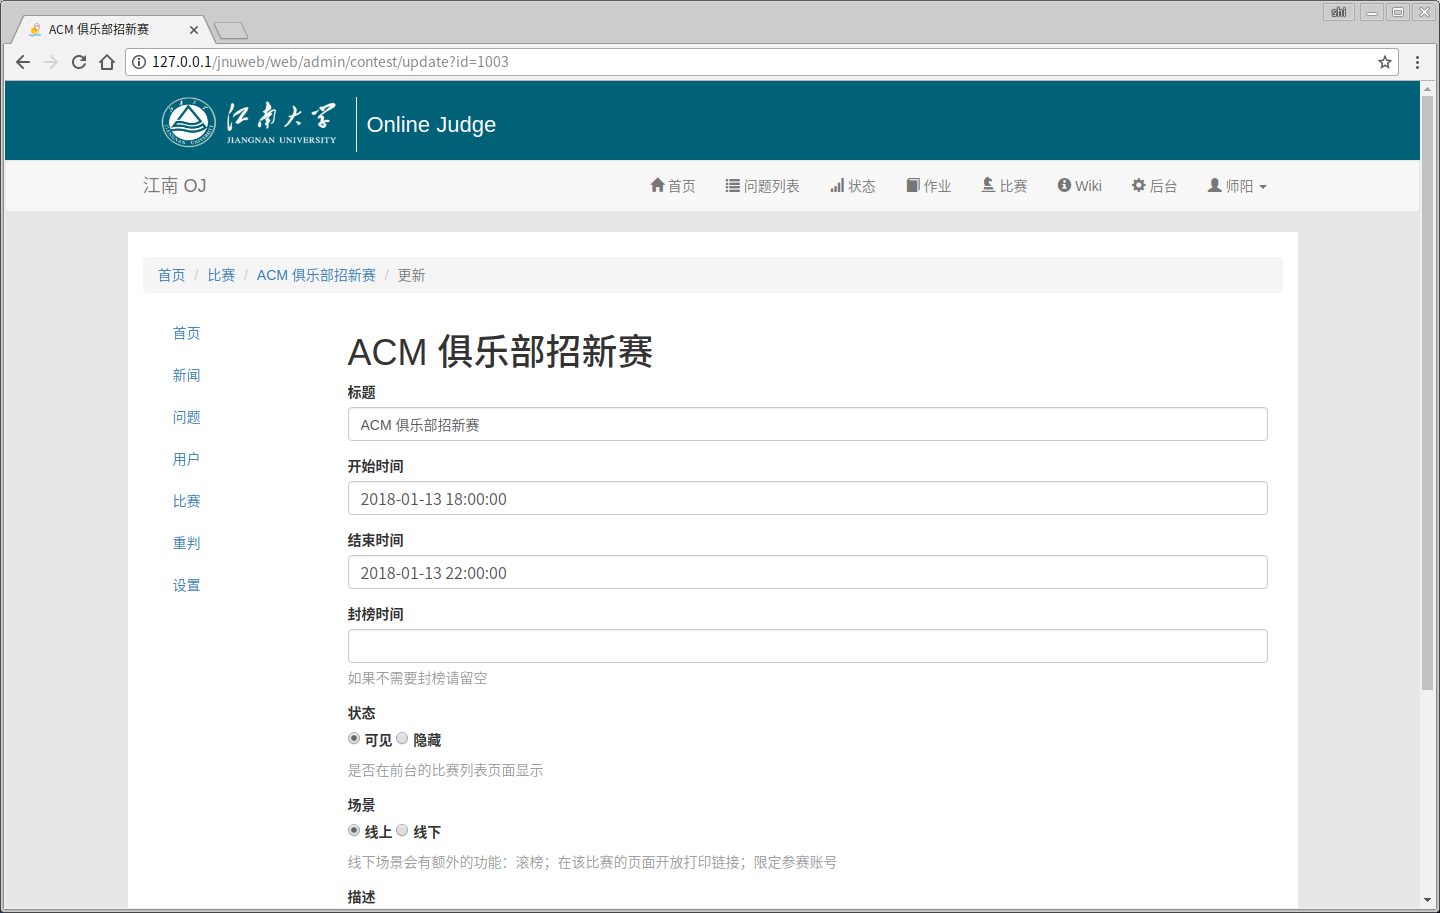 shi
ACM 俱乐部招新赛
127.0.0.1/jnuweb/web/admin/contest/update?id=1003
江南大学
JIANGNAN UNIVERSITY
Online Judge
江南 OJ
首页 问题列表 状态 作业 比赛 Wiki 后台 师阳
首页 / 比赛 / ACM 俱乐部招新赛 / 更新
首页
新闻
问题
用户
比赛
重判
设置
ACM 俱乐部招新赛
标题
ACM 俱乐部招新赛
开始时间
2018-01-13 18:00:00
结束时间
2018-01-13 22:00:00
封榜时间
如果不需要封榜请留空
状态
可见 隐藏
是否在前台的比赛列表页面显示
场景
线上 线下
线下场景会有额外的功能：滚榜；在该比赛的页面开放打印链接；限定参赛账号
描述